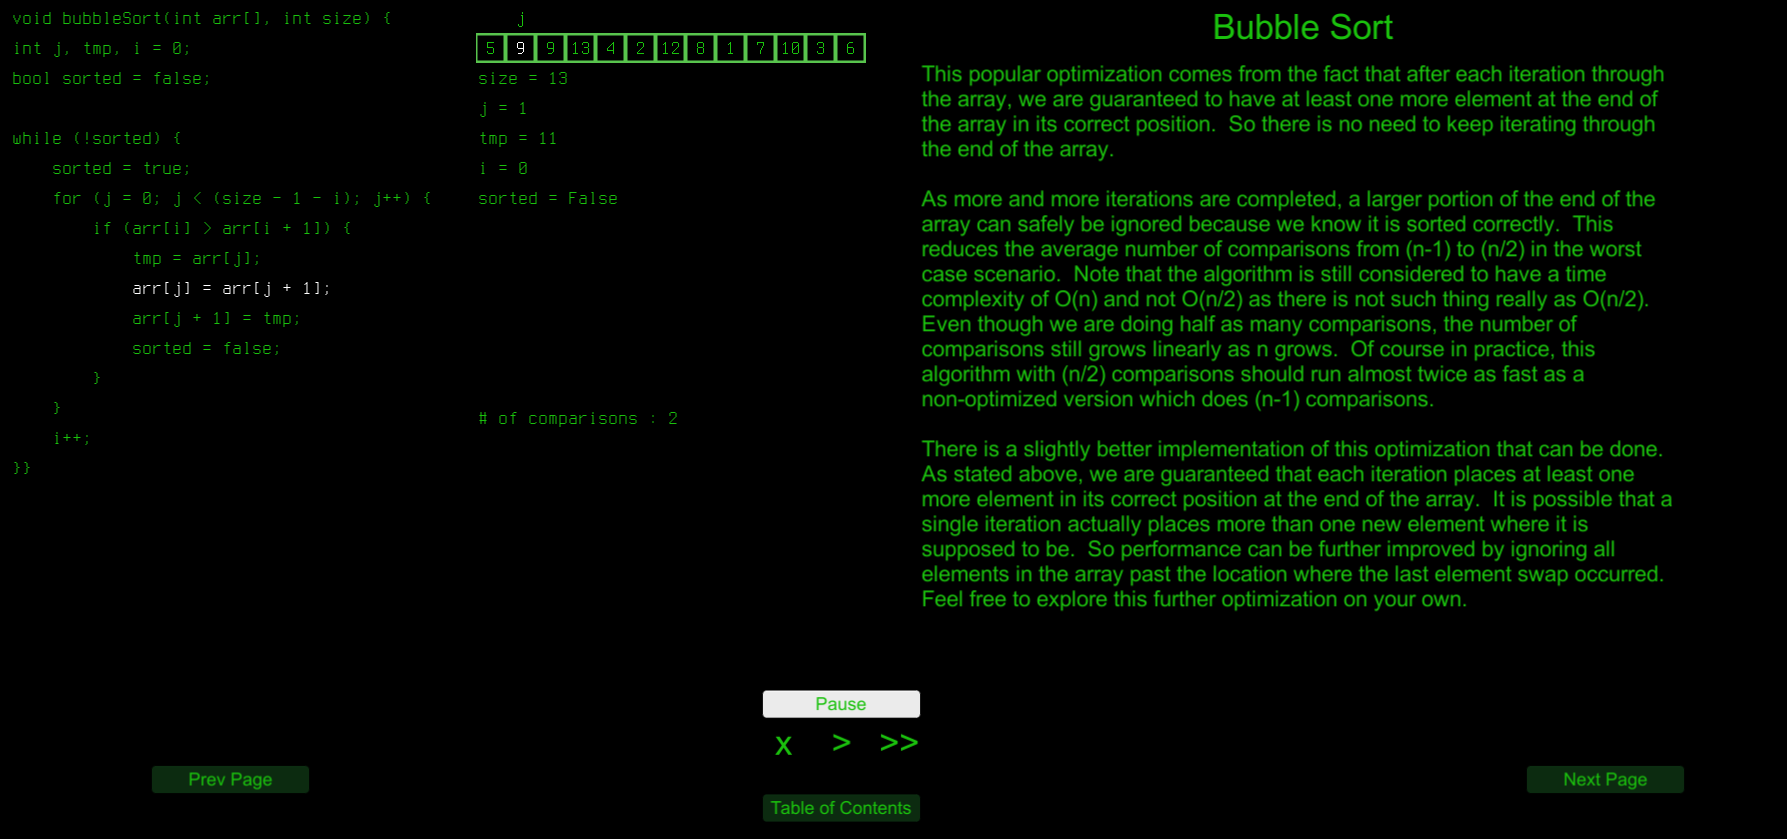 void bubbleSort(int arr[], int size) {
int j, tmp, i = 0;
bool sorted = false;
while (!sorted) {
sorted = true;
for (j = 0; j < (size - 1 - i); j++) {
if (arr[i] > arr[i + 1]) {
tmp = arr[j];
arr[j] = arr[j + 1];
arr[j + 1] = tmp;
sorted = false;
}
}
i++;
}}
j
5 9 9 13 4 2 12 8 1 7 10 3 6
size = 13
j = 1
tmp = 11
i = 0
sorted = False
# of comparisons : 2
Bubble Sort
This popular optimization comes from the fact that after each iteration through
the array, we are guaranteed to have at least one more element at the end of
the array in its correct position.  So there is no need to keep iterating through
the end of the array.
As more and more iterations are completed, a larger portion of the end of the
array can safely be ignored because we know it is sorted correctly.  This
reduces the average number of comparisons from (n-1) to (n/2) in the worst
case scenario.  Note that the algorithm is still considered to have a time
complexity of O(n) and not O(n/2) as there is not such thing really as O(n/2).
Even though we are doing half as many comparisons, the number of
comparisons still grows linearly as n grows.  Of course in practice, this
algorithm with (n/2) comparisons should run almost twice as fast as a
non-optimized version which does (n-1) comparisons.
There is a slightly better implementation of this optimization that can be done.
As stated above, we are guaranteed that each iteration places at least one
more element in its correct position at the end of the array.  It is possible that a
single iteration actually places more than one new element where it is
supposed to be.  So performance can be further improved by ignoring all
elements in the array past the location where the last element swap occurred.
Feel free to explore this further optimization on your own.
Pause
x > >>
Prev Page
Next Page
Table of Contents